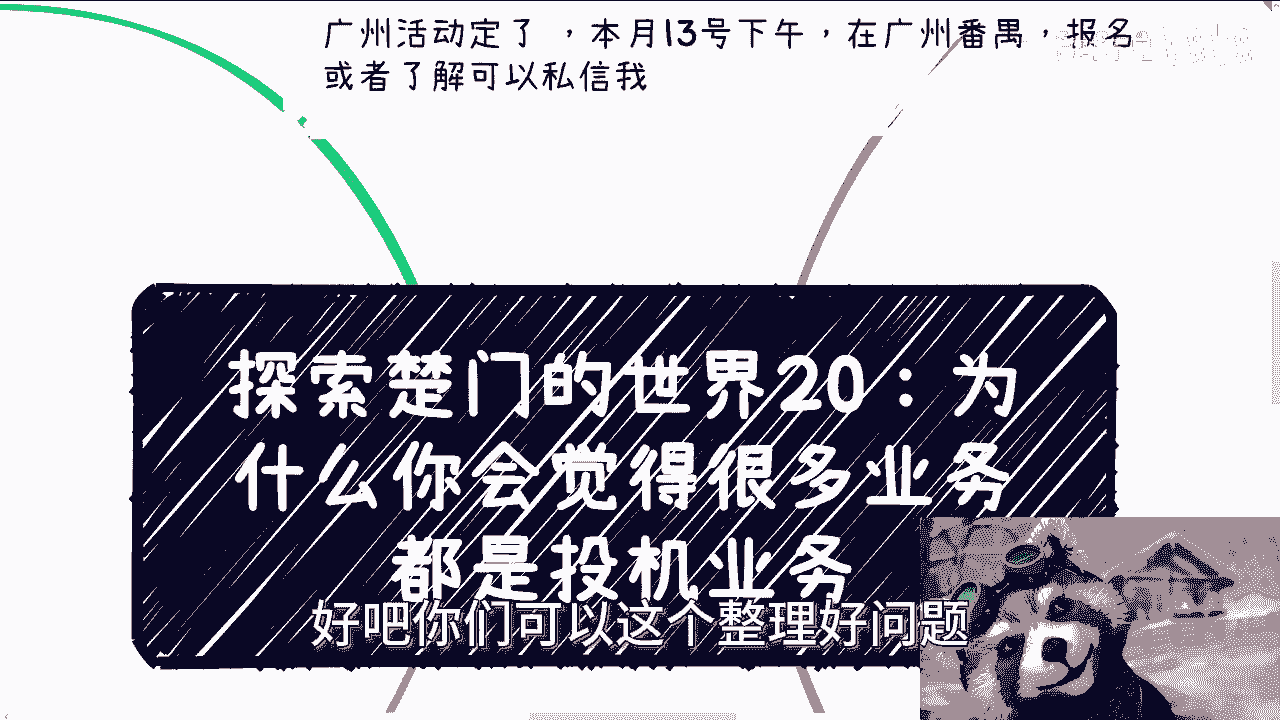 广州活动定了 ，本月13号下午，在广州番禺，报名
或者了解可以私信我
探索楚门的世界20：为
什么你会觉得很多业务
都是投机业务
好吧你们可以这个整理好问题